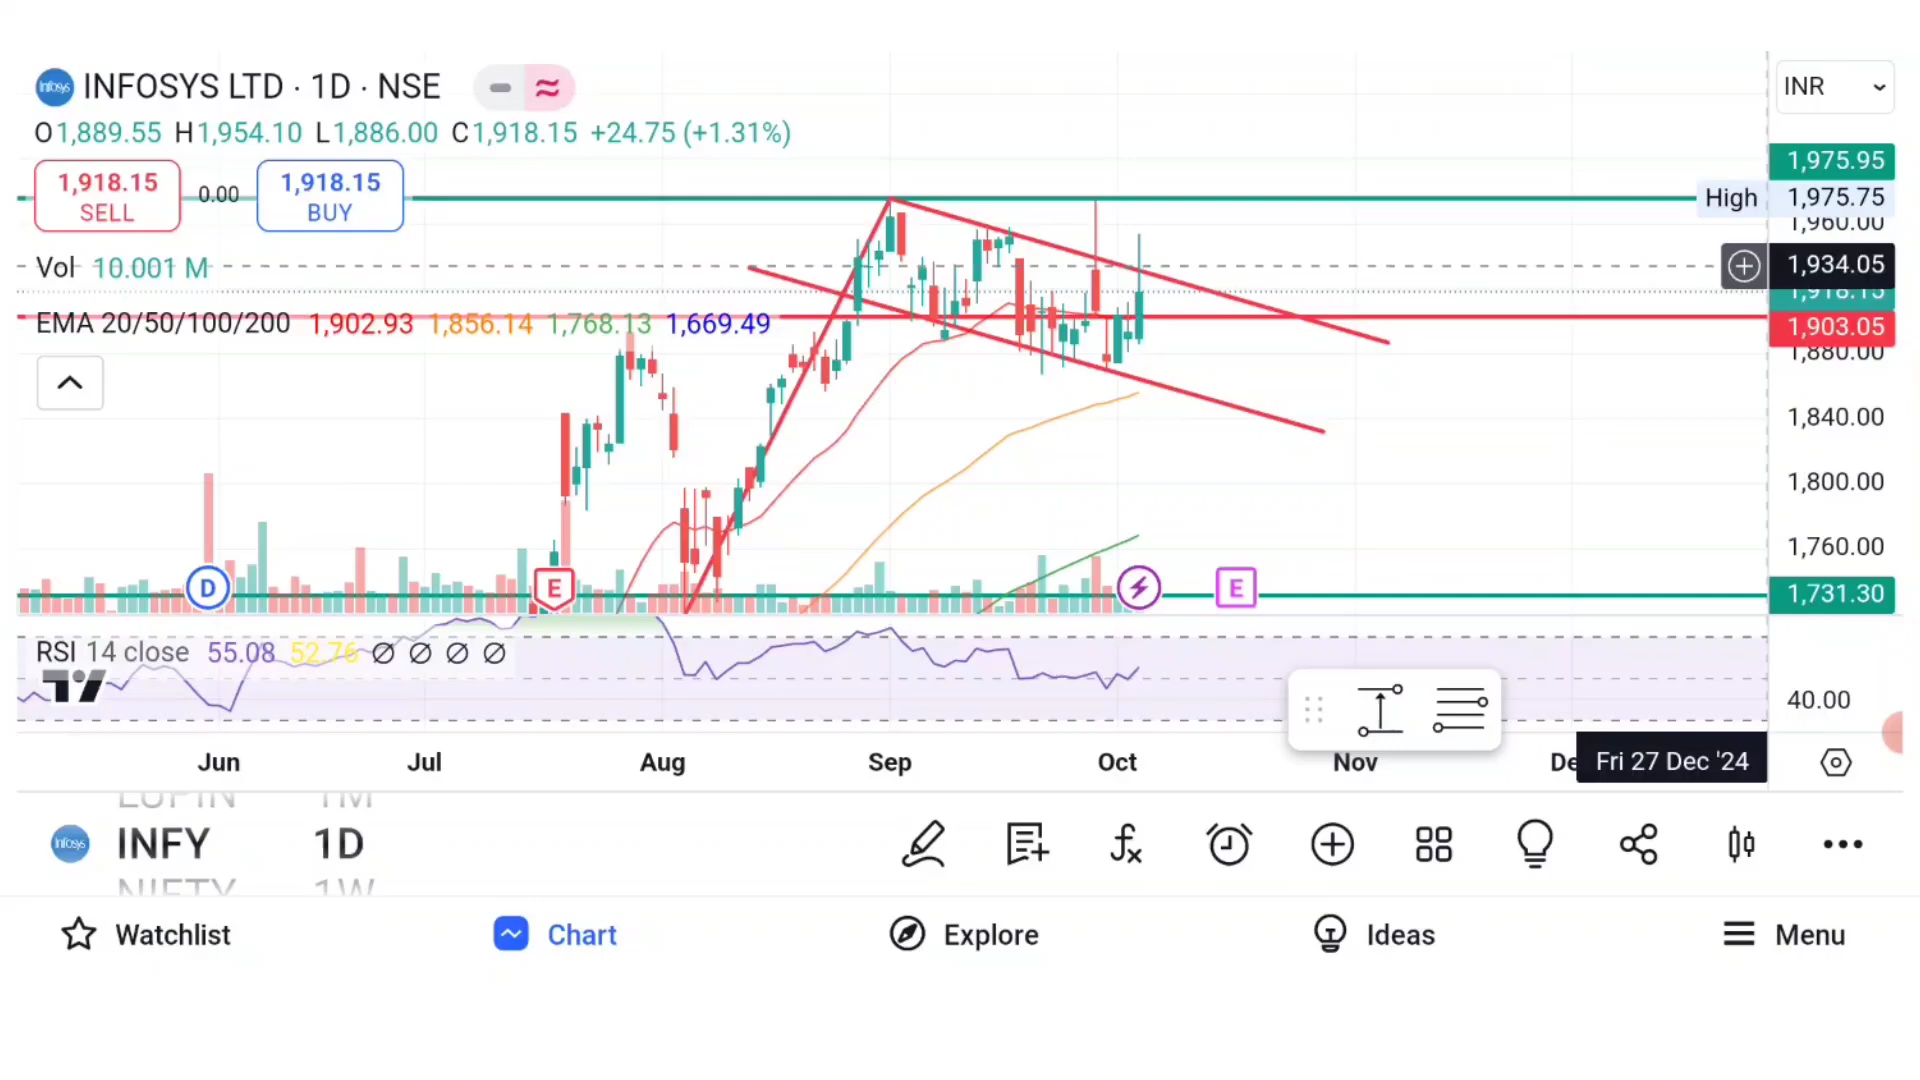 INFOSYS LTD · 1D · NSE
INR
O1,889.55 H1,954.10 L1,886.00 C1,918.15 +24.75 (+1.31%)
1,918.15 SELL
0.00
1,918.15 BUY
1,975.95
High 1,975.75
1,960.00
Vol 10.001 M
1,934.05
1,918.15
EMA 20/50/100/200 1,902.93 1,856.14 1,768.13 1,669.49
1,903.05
1,880.00
1,840.00
1,800.00
1,760.00
D E E
1,731.30
RSI 14 close 55.08 52.76 Ø Ø Ø Ø
40.00
Jun Jul Aug Sep Oct Nov De Fri 27 Dec '24
LUPIN 1M
Infosys INFY 1D
NIFTY 1W
Watchlist Chart Explore Ideas Menu